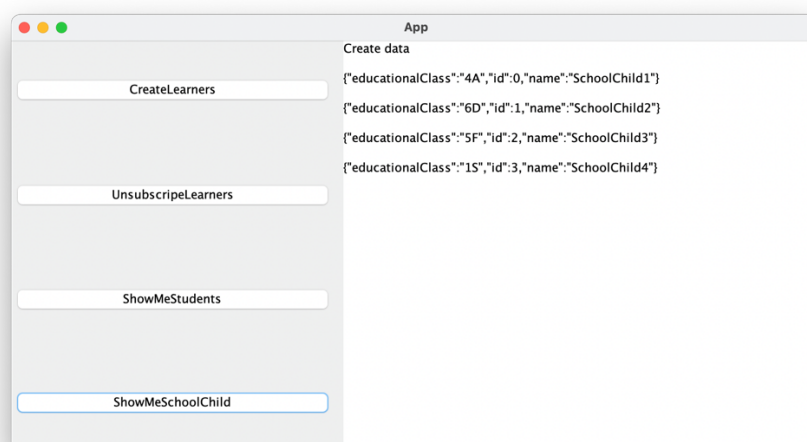 App
CreateLearners
UnsubscripeLearners
ShowMeStudents
ShowMeSchoolChild
Create data
{"educationalClass":"4A","id":0,"name":"SchoolChild1"}
{"educationalClass":"6D","id":1,"name":"SchoolChild2"}
{"educationalClass":"5F","id":2,"name":"SchoolChild3"}
{"educationalClass":"1S","id":3,"name":"SchoolChild4"}